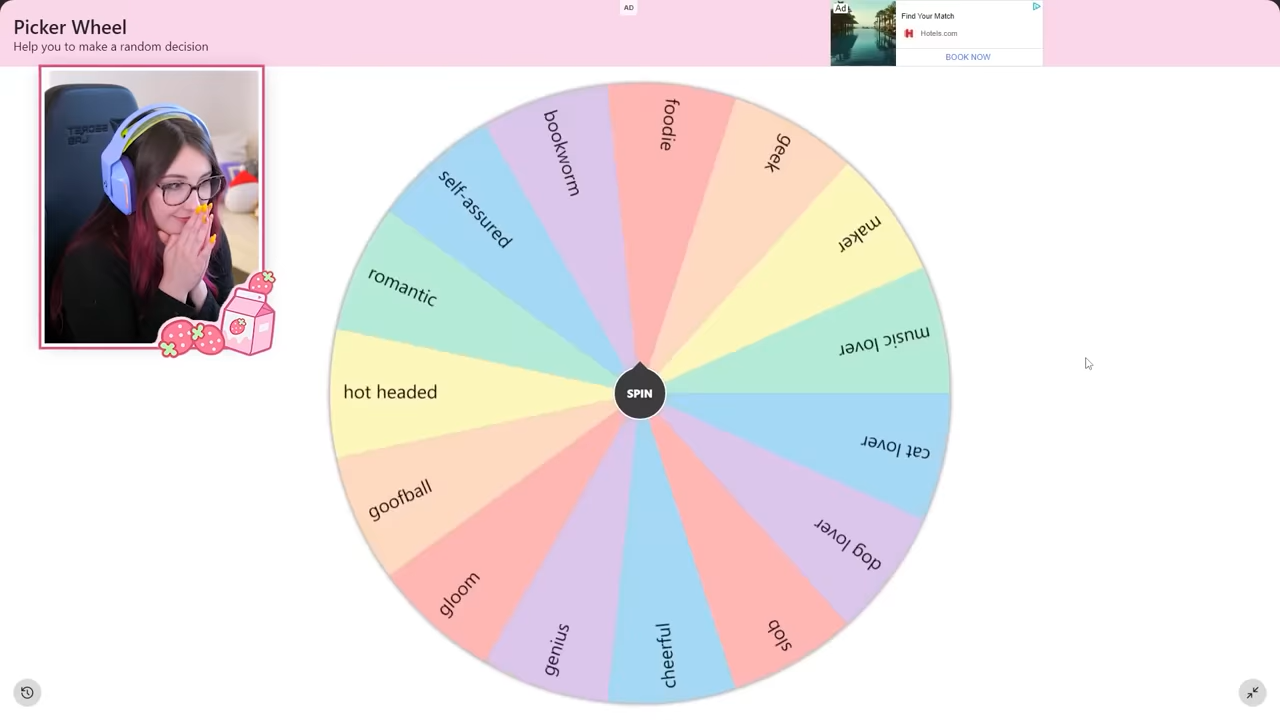 Picker Wheel
Help you to make a random decision
AD
Ad
Find Your Match
Hotels.com
BOOK NOW
foodie
geek
maker
music lover
cat lover
dog lover
slob
cheerful
genius
gloom
goofball
hot headed
romantic
self-assured
bookworm
SPIN